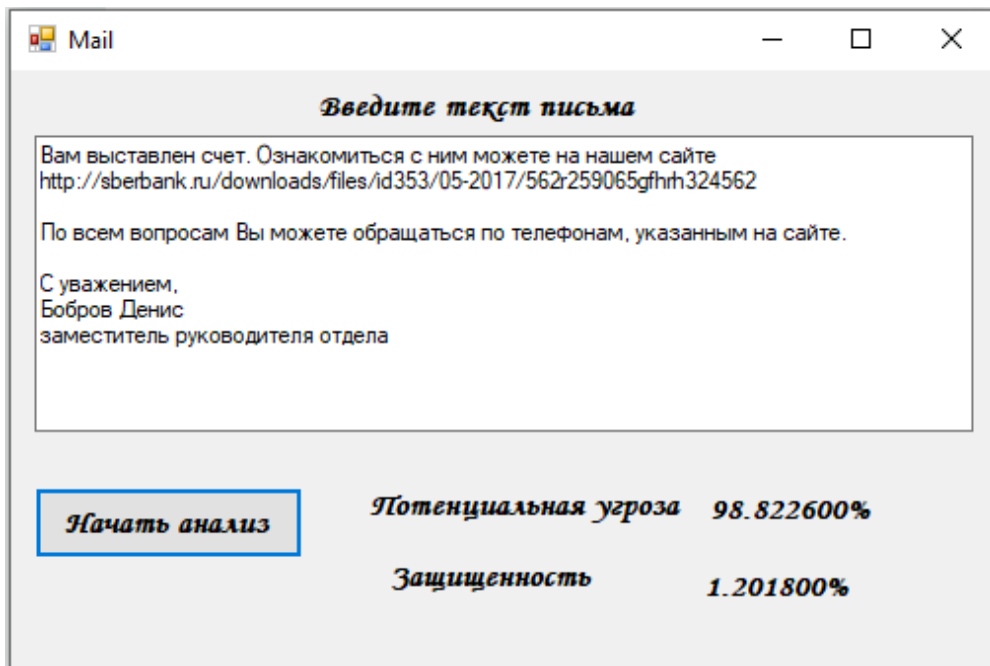 Mail
Введите текст письма
Вам выставлен счет. Ознакомиться с ним можете на нашем сайте
http://sberbank.ru/downloads/files/id353/05-2017/562r259065gfhrh324562
По всем вопросам Вы можете обращаться по телефонам, указанным на сайте.
С уважением,
Бобров Денис
заместитель руководителя отдела
Начать анализ
Потенциальная угроза 98.822600%
Защищенность 1.201800%